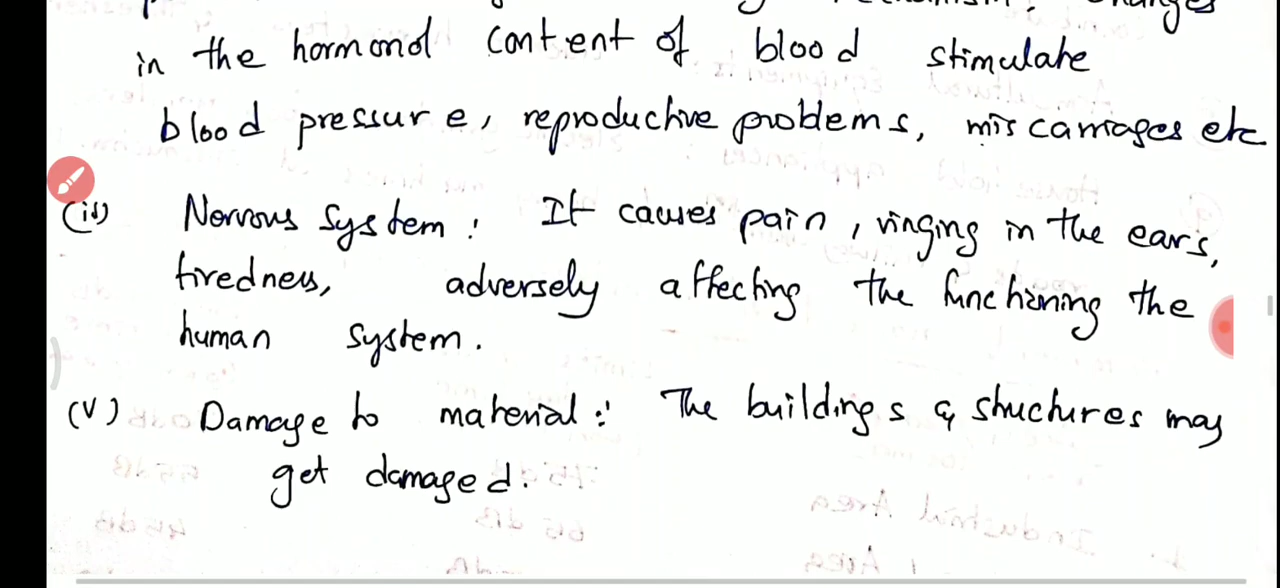 Changes
in the hormonol content of blood stimulate
blood pressure, reproductive problems, miscarriages etc
Nervous System : It causes pain, ringing in the ears,
tiredness, adversely affecting the functioning the
human system.
(V) Damage to material : The buildings & structures may
get damaged.